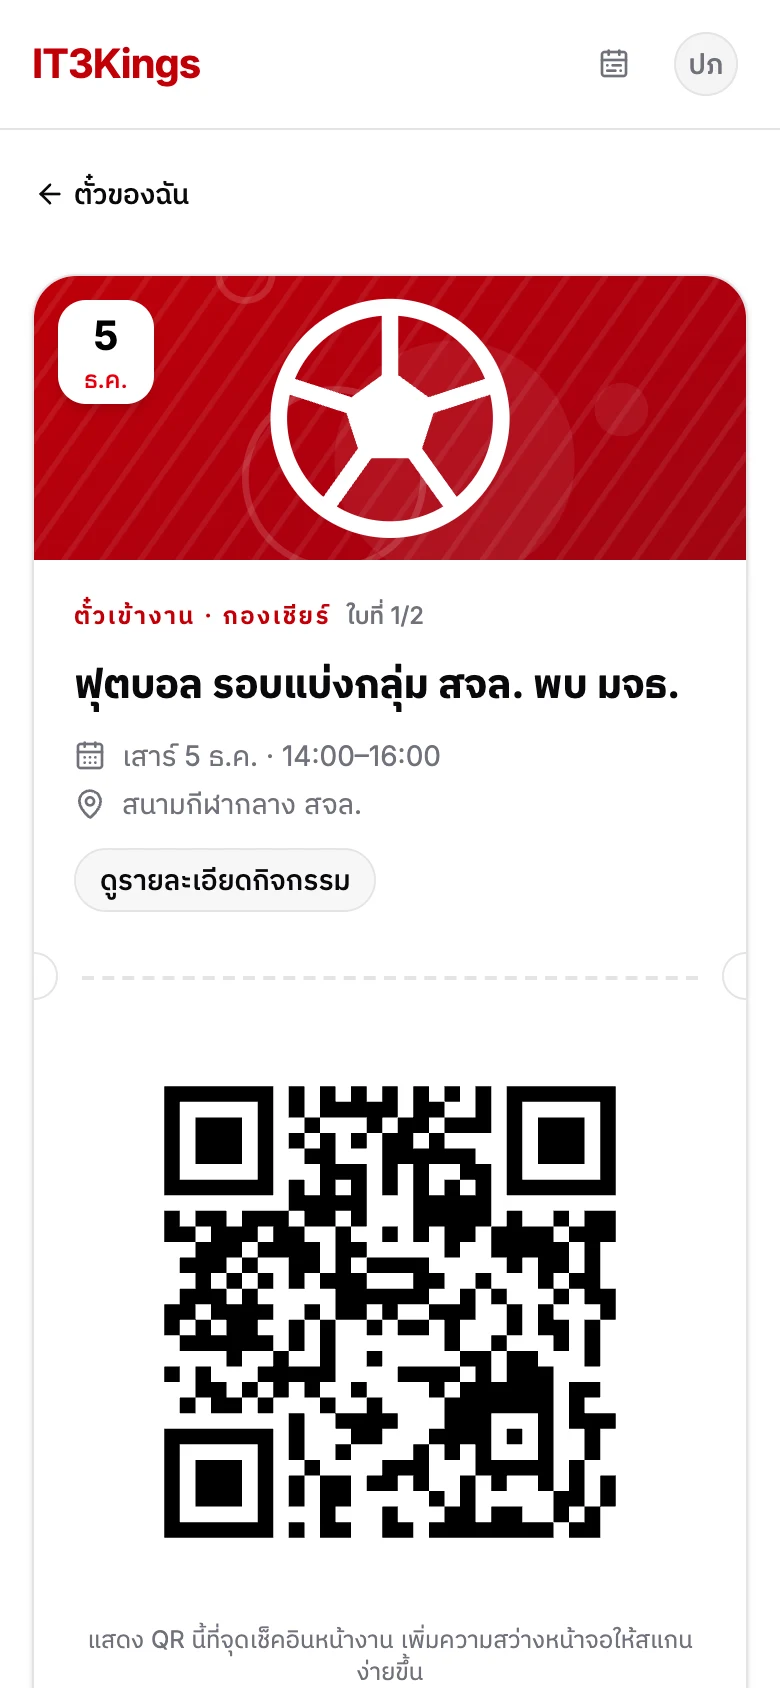 IT3Kings
ปภ
ตั๋วของฉัน
5
ธ.ค.
ตั๋วเข้างาน · กองเชียร์ ใบที่ 1/2
ฟุตบอล รอบแบ่งกลุ่ม สจล. พบ มจธ.
เสาร์ 5 ธ.ค. · 14:00–16:00
สนามกีฬากลาง สจล.
ดูรายละเอียดกิจกรรม
แสดง QR นี้ที่จุดเช็คอินหน้างาน เพิ่มความสว่างหน้าจอให้สแกน
ง่ายขึ้น